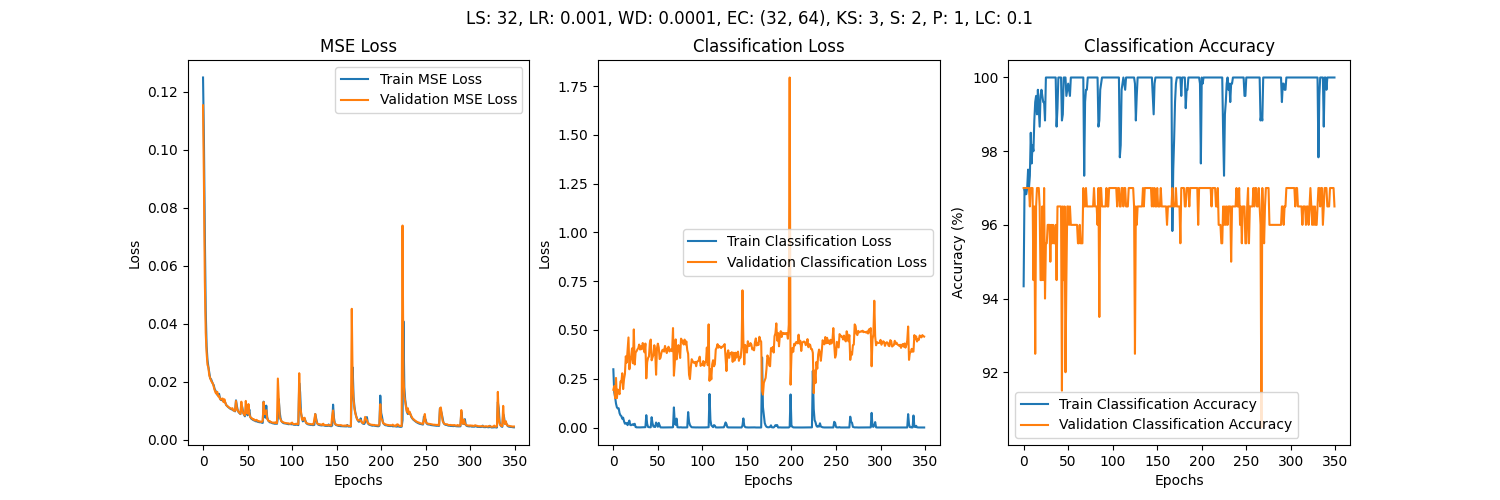 LS: 32, LR: 0.001, WD: 0.0001, EC: (32, 64), KS: 3, S: 2, P: 1, LC: 0.1
MSE Loss
Loss
0.12
0.10
0.08
0.06
0.04
0.02
0.00
Train MSE Loss
Validation MSE Loss
0 50 100 150 200 250 300 350
Epochs
Classification Loss
Loss
1.75
1.50
1.25
1.00
0.75
0.50
0.25
0.00
Train Classification Loss
Validation Classification Loss
0 50 100 150 200 250 300 350
Epochs
Classification Accuracy
Accuracy (%)
100
98
96
94
92
Train Classification Accuracy
Validation Classification Accuracy
0 50 100 150 200 250 300 350
Epochs